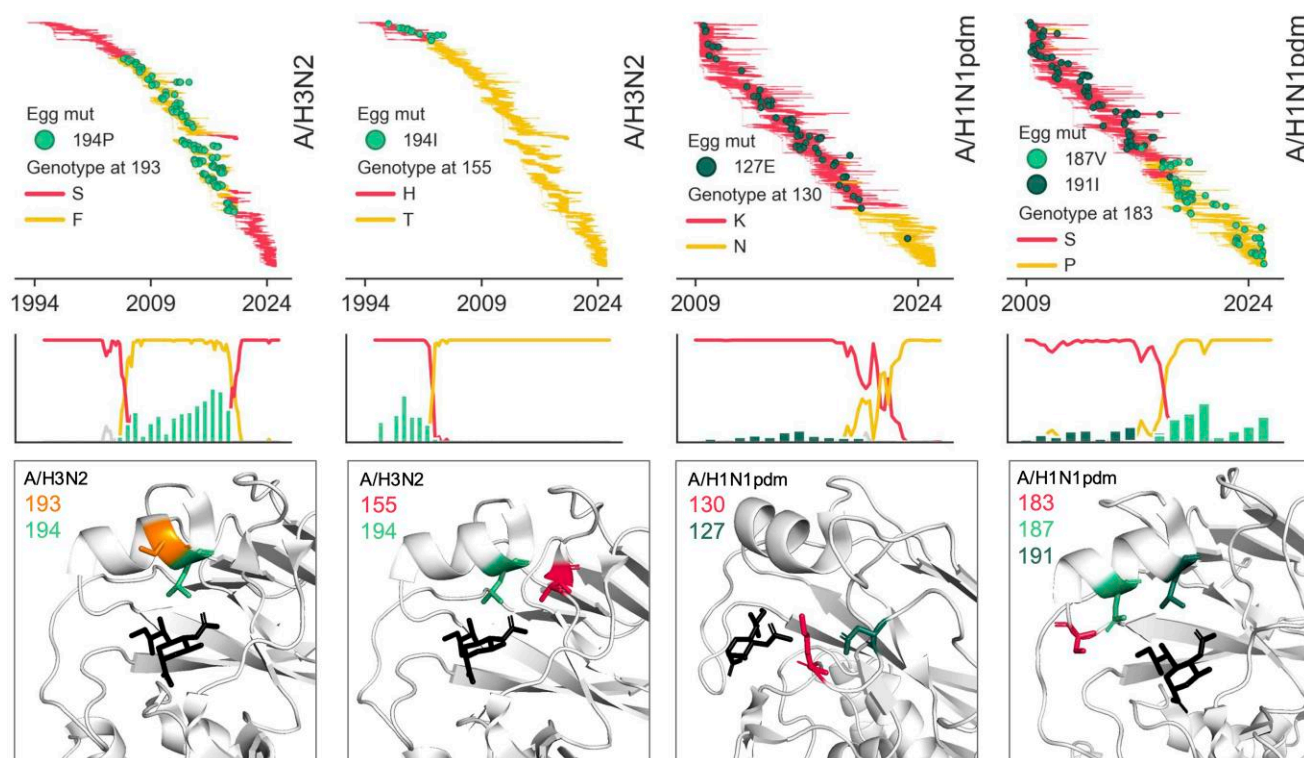 A/H3N2
Egg mut
194P
Genotype at 193
S
F
1994 2009 2024
A/H3N2
Egg mut
194I
Genotype at 155
H
T
1994 2009 2024
A/H1N1pdm
Egg mut
127E
Genotype at 130
K
N
2009 2024
A/H1N1pdm
Egg mut
187V
191I
Genotype at 183
S
P
2009 2024
A/H3N2
193
194
A/H3N2
155
194
A/H1N1pdm
130
127
A/H1N1pdm
183
187
191